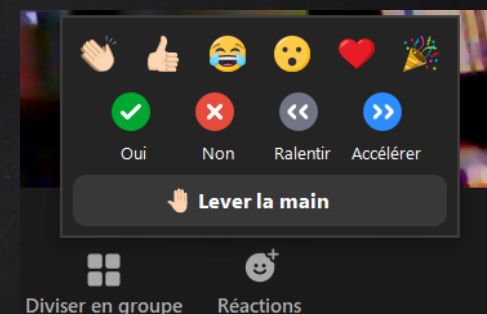 Oui Non Ralentir Accélérer
Lever la main
Diviser en groupe Réactions